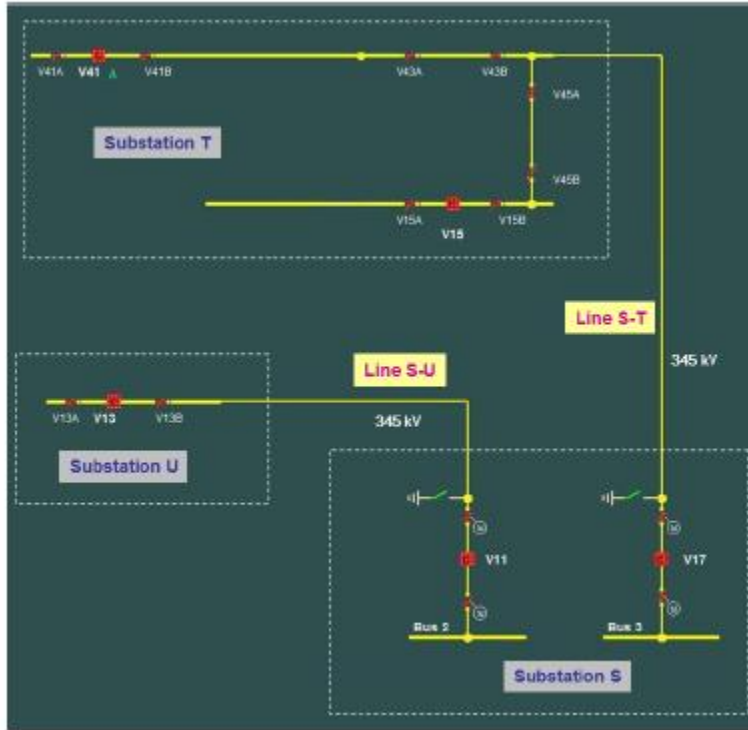 V41A V41 A V41B V43A V43B
V45A
Substation T
V45B
V15A V15 V15B
Line S-T
345 kV
Line S-U
345 kV
V13A V13 V13B
Substation U
V11
V17
Bus 2
Bus 3
Substation S